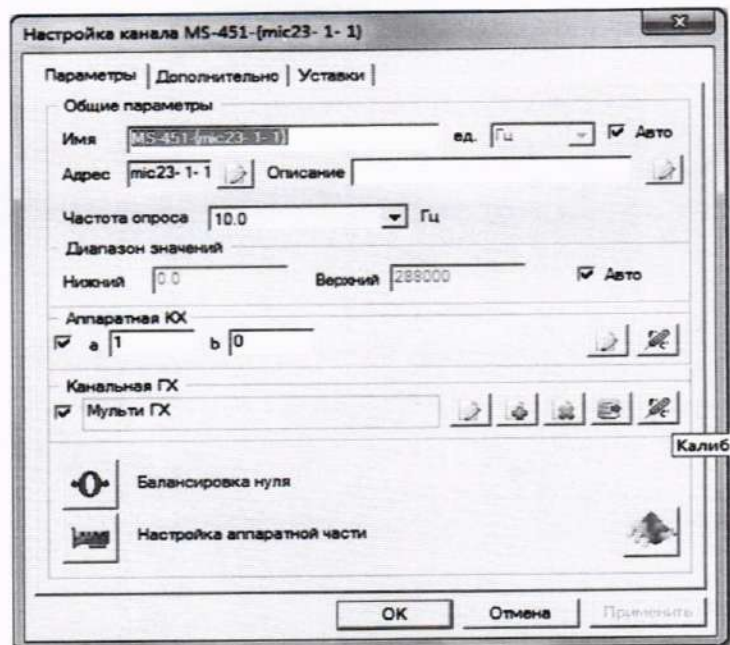 Настройка канала MS-451-{mic23- 1- 1}
Параметры Дополнительно Уставки
Общие параметры
Имя MS-451-{mic23- 1- 1} ед. Гц Авто
Адрес mic23- 1- 1 Описание
Частота опроса 10.0 Гц
Диапазон значений
Нижний 0.0 Верхний 288000 Авто
Аппаратная КХ
a 1 b 0
Канальная ГХ
Мульти ГХ
Калиб
Балансировка нуля
Настройка аппаратной части
OK Отмена Применить